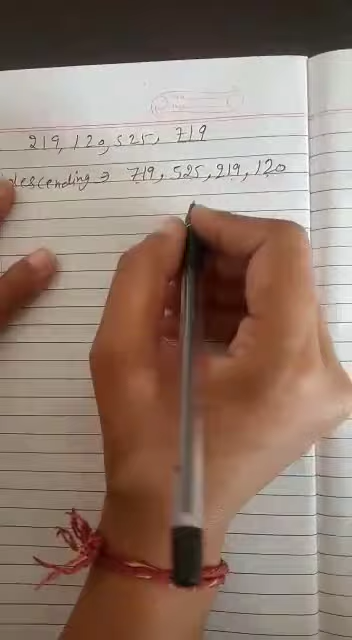 219, 120, 525, 719
descending → 719, 525, 219, 120